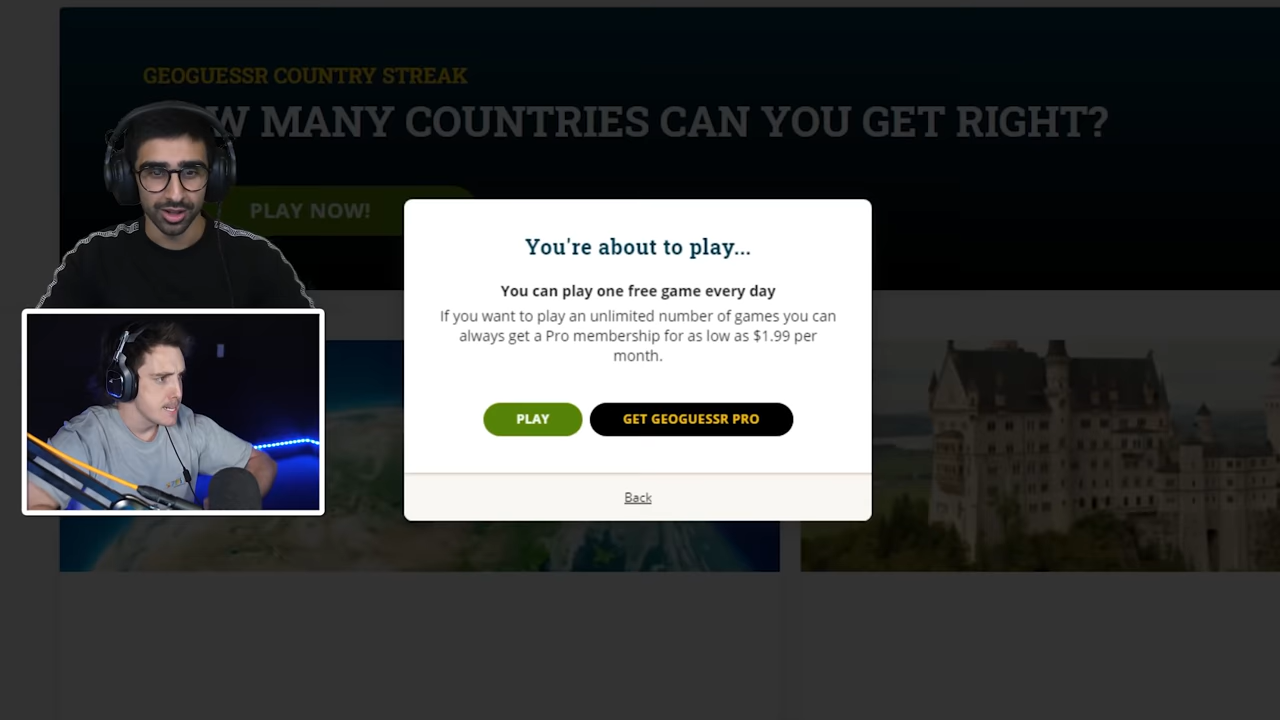 GEOGUESSR COUNTRY STREAK
W MANY COUNTRIES CAN YOU GET RIGHT?
PLAY NOW!
You're about to play...
You can play one free game every day
If you want to play an unlimited number of games you can
always get a Pro membership for as low as $1.99 per
month.
PLAY
GET GEOGUESSR PRO
Back